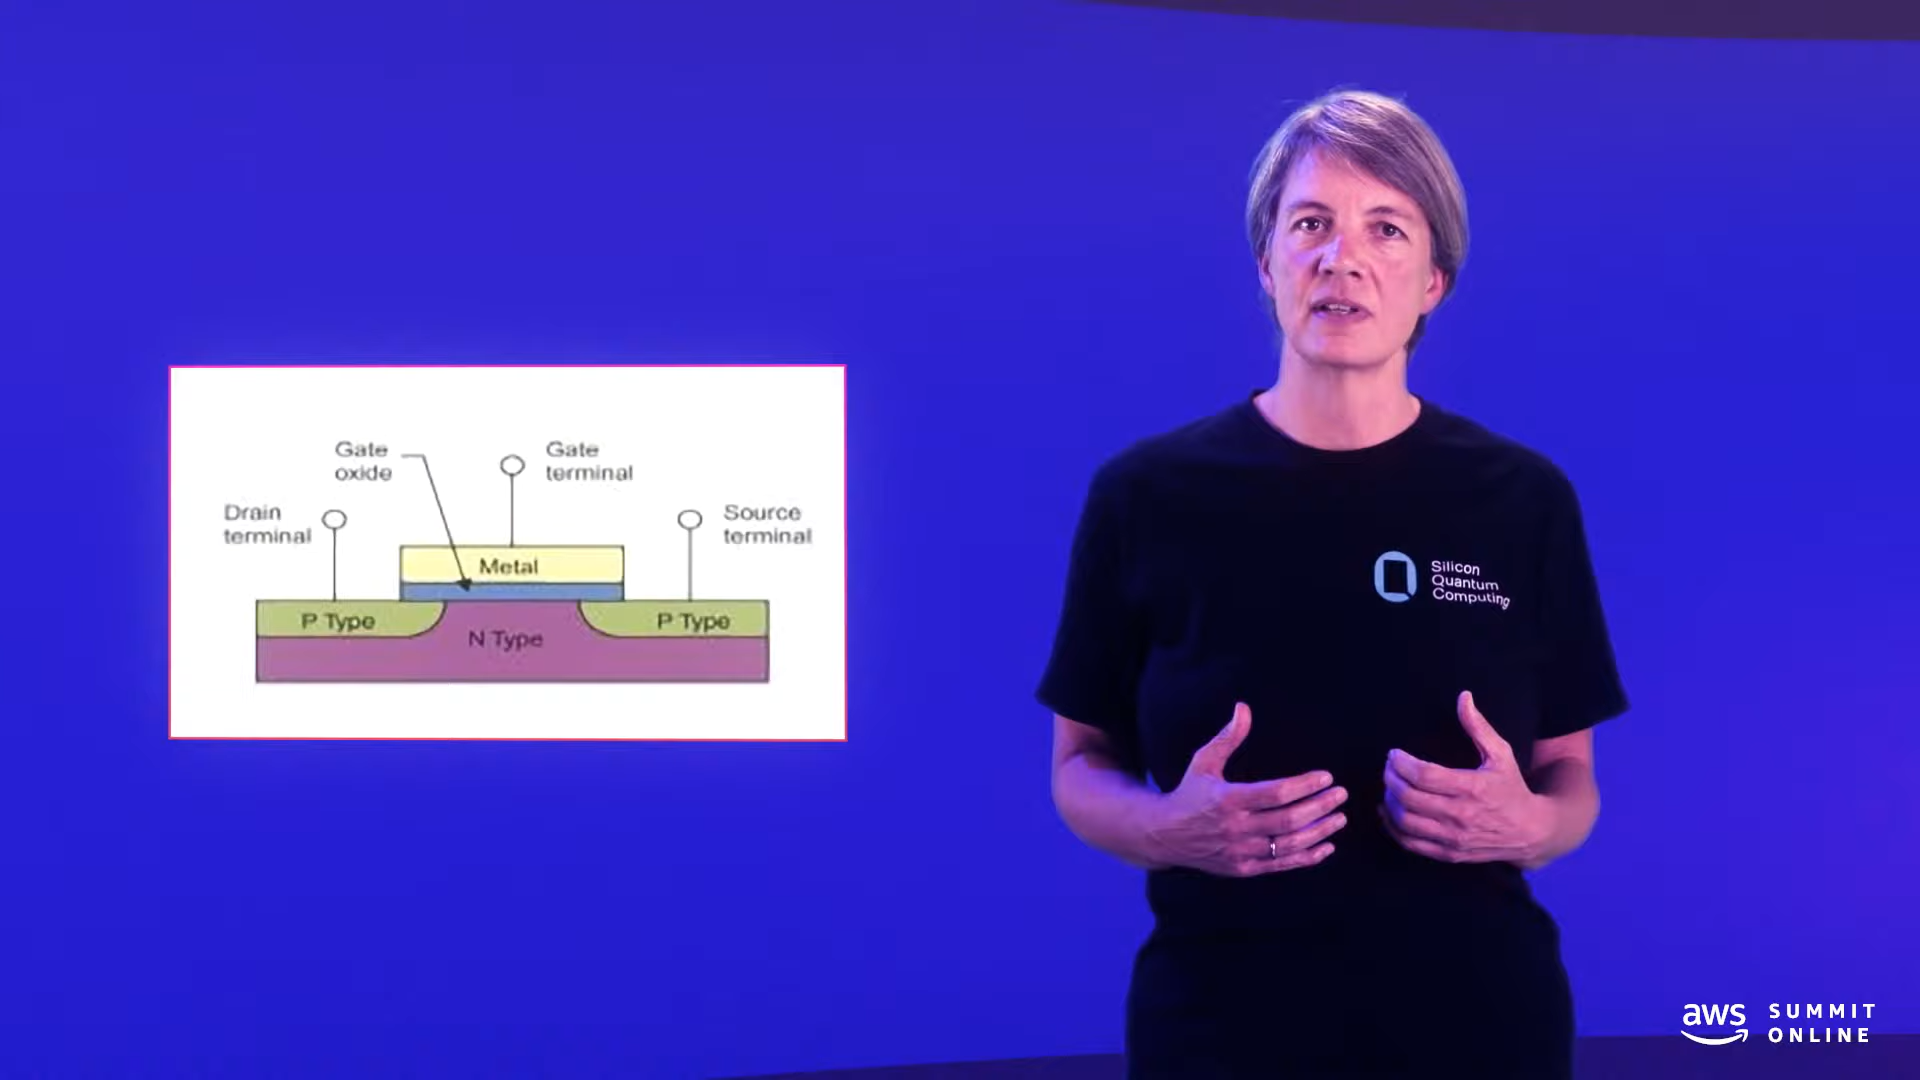 Gate
oxide
Gate
terminal
Drain
terminal
Source
terminal
Metal
P Type
N Type
P Type
Silicon
Quantum
Computing
aws
SUMMIT
ONLINE